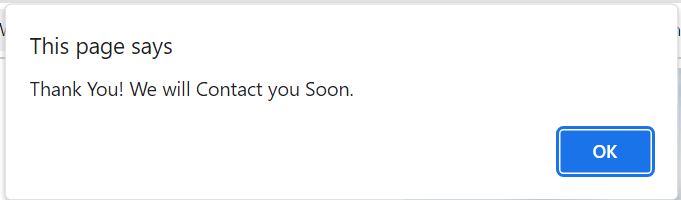 This page says
Thank You! We will Contact you Soon.
OK